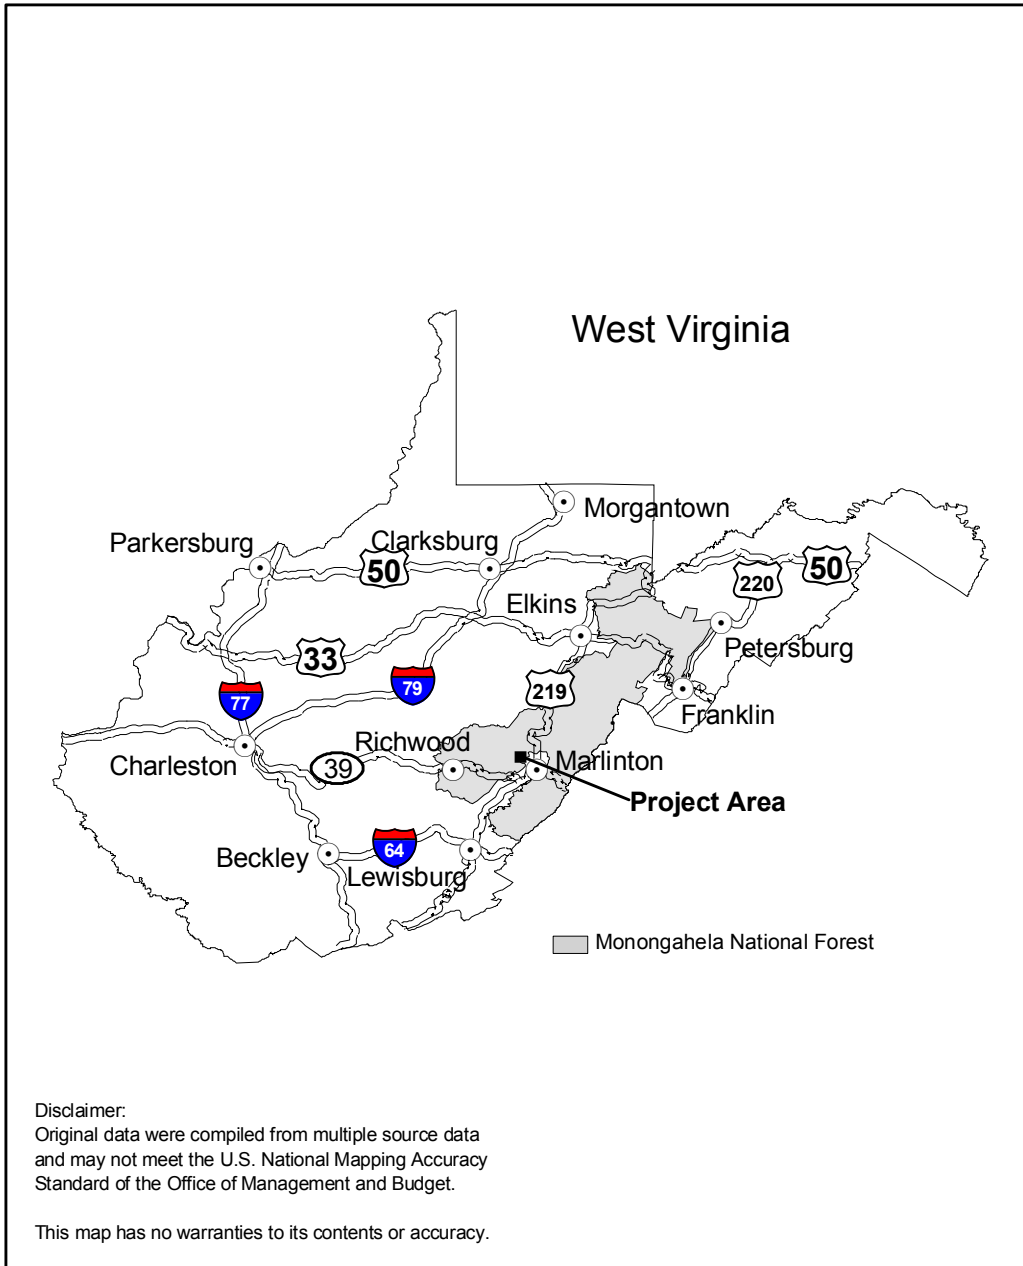 West Virginia
Morgantown
Parkersburg
Clarksburg
50
50
220
Elkins
Petersburg
33
79
219
77
Franklin
Richwood
Charleston
39
Marlinton
Project Area
Beckley
64
Lewisburg
Monongahela National Forest
Disclaimer:
Original data were compiled from multiple source data
and may not meet the U.S. National Mapping Accuracy
Standard of the Office of Management and Budget.
This map has no warranties to its contents or accuracy.